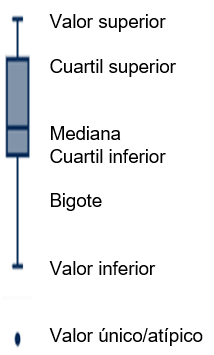 Valor superior
Cuartil superior
Mediana
Cuartil inferior
Bigote
Valor inferior
Valor único/atípico